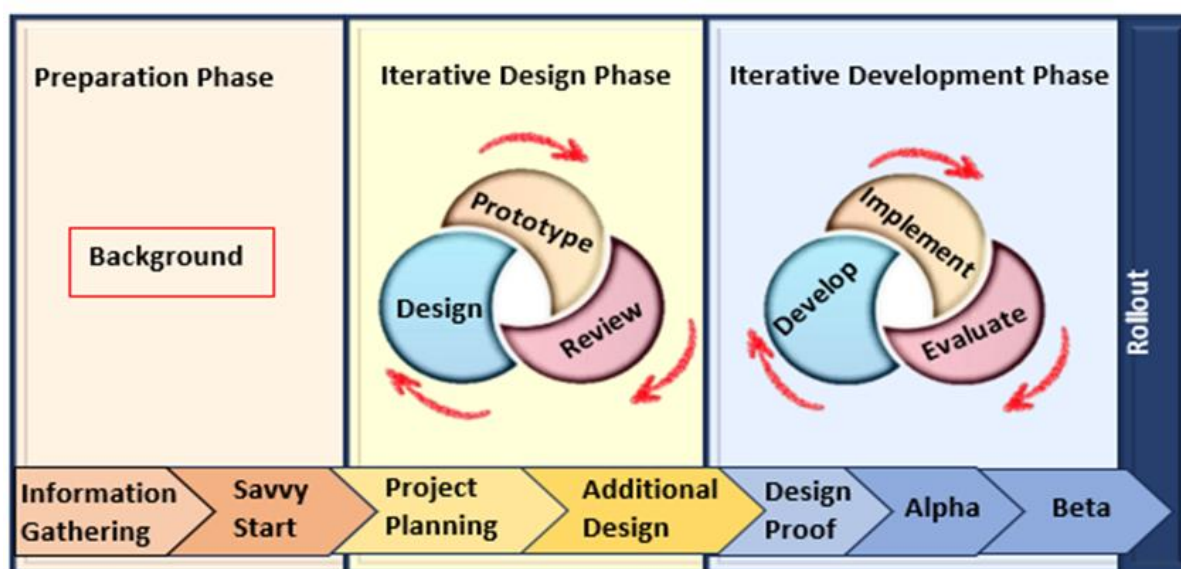 Preparation Phase
Iterative Design Phase
Iterative Development Phase
Background
Prototype
Design
Review
Implement
Develop
Evaluate
Rollout
Information
Gathering
Savvy
Start
Project
Planning
Additional
Design
Design
Proof
Alpha
Beta